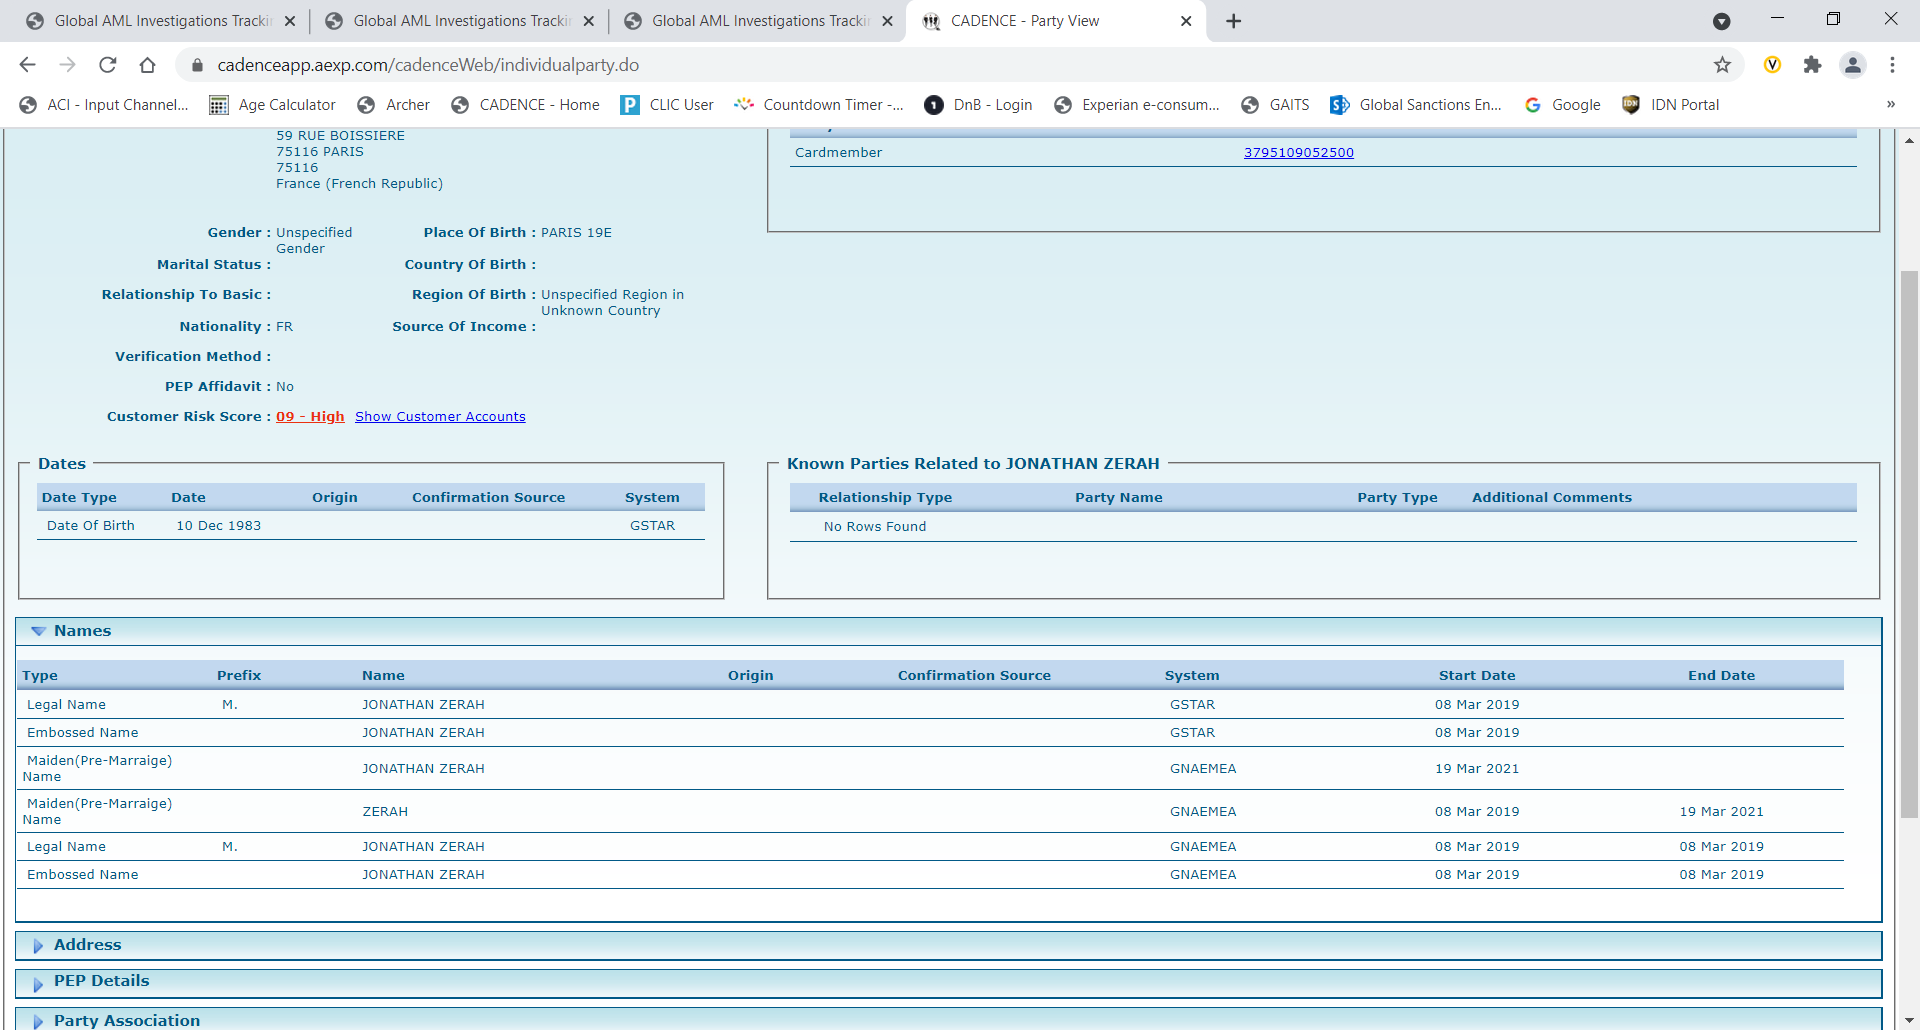 Global AML Investigations Trackin
Global AML Investigations Trackin
Global AML Investigations Trackin
CADENCE - Party View
cadenceapp.aexp.com/cadenceWeb/individualparty.do
ACI - Input Channel...
Age Calculator
Archer
CADENCE - Home
CLIC User
Countdown Timer -...
DnB - Login
Experian e-consum...
GAITS
Global Sanctions En...
Google
IDN Portal
»
59 RUE BOISSIERE
75116 PARIS
75116
France (French Republic)
Cardmember 3795109052500
Gender : Unspecified Gender
Place Of Birth : PARIS 19E
Marital Status :
Country Of Birth :
Relationship To Basic :
Region Of Birth : Unspecified Region in Unknown Country
Nationality : FR
Source Of Income :
Verification Method :
PEP Affidavit : No
Customer Risk Score : 09 - High Show Customer Accounts
Dates
Date Type Date Origin Confirmation Source System
Date Of Birth 10 Dec 1983 GSTAR
Known Parties Related to JONATHAN ZERAH
Relationship Type Party Name Party Type Additional Comments
No Rows Found
Names
Type Prefix Name Origin Confirmation Source System Start Date End Date
Legal Name M. JONATHAN ZERAH GSTAR 08 Mar 2019
Embossed Name JONATHAN ZERAH GSTAR 08 Mar 2019
Maiden(Pre-Marraige) Name JONATHAN ZERAH GNAEMEA 19 Mar 2021
Maiden(Pre-Marraige) Name ZERAH GNAEMEA 08 Mar 2019 19 Mar 2021
Legal Name M. JONATHAN ZERAH GNAEMEA 08 Mar 2019 08 Mar 2019
Embossed Name JONATHAN ZERAH GNAEMEA 08 Mar 2019 08 Mar 2019
Address
PEP Details
Party Association